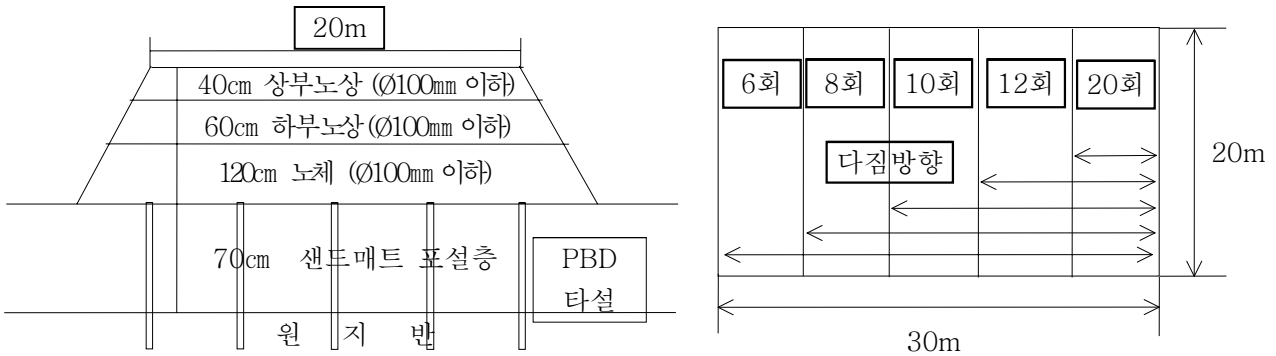 20m
40cm 상부노상 (Ø100mm 이하)
60cm 하부노상 (Ø100mm 이하)
120cm 노체 (Ø100mm 이하)
70cm 샌드매트 포설층
PBD
타설
원 지 반
6회 8회 10회 12회 20회
다짐방향
20m
30m